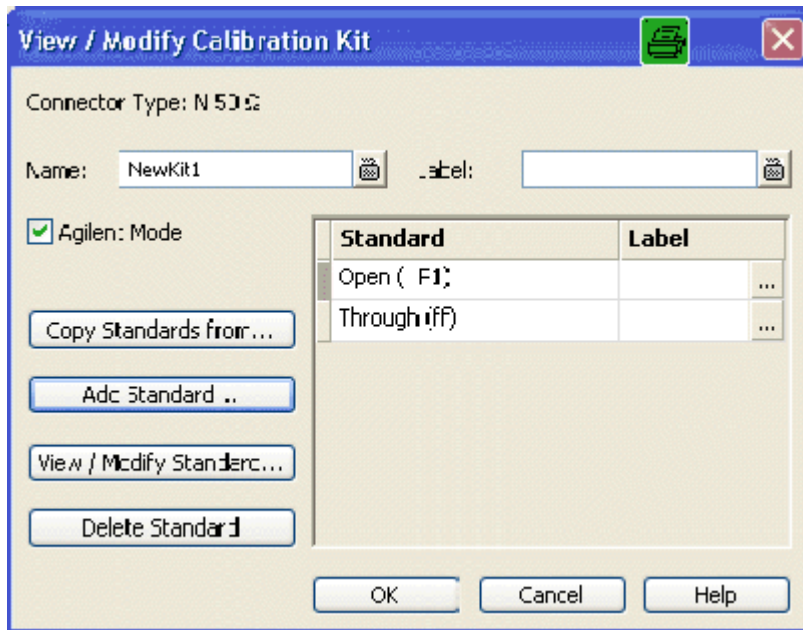 View / Modify Calibration Kit
Connector Type: N 50 Ω
Name: NewKit1 Label:
Agilent Mode
Standard Label
Open ( F1)
...
Through (ff)
...
Copy Standards from...
Add Standard ..
View / Modify Standard...
Delete Standard
OK Cancel Help